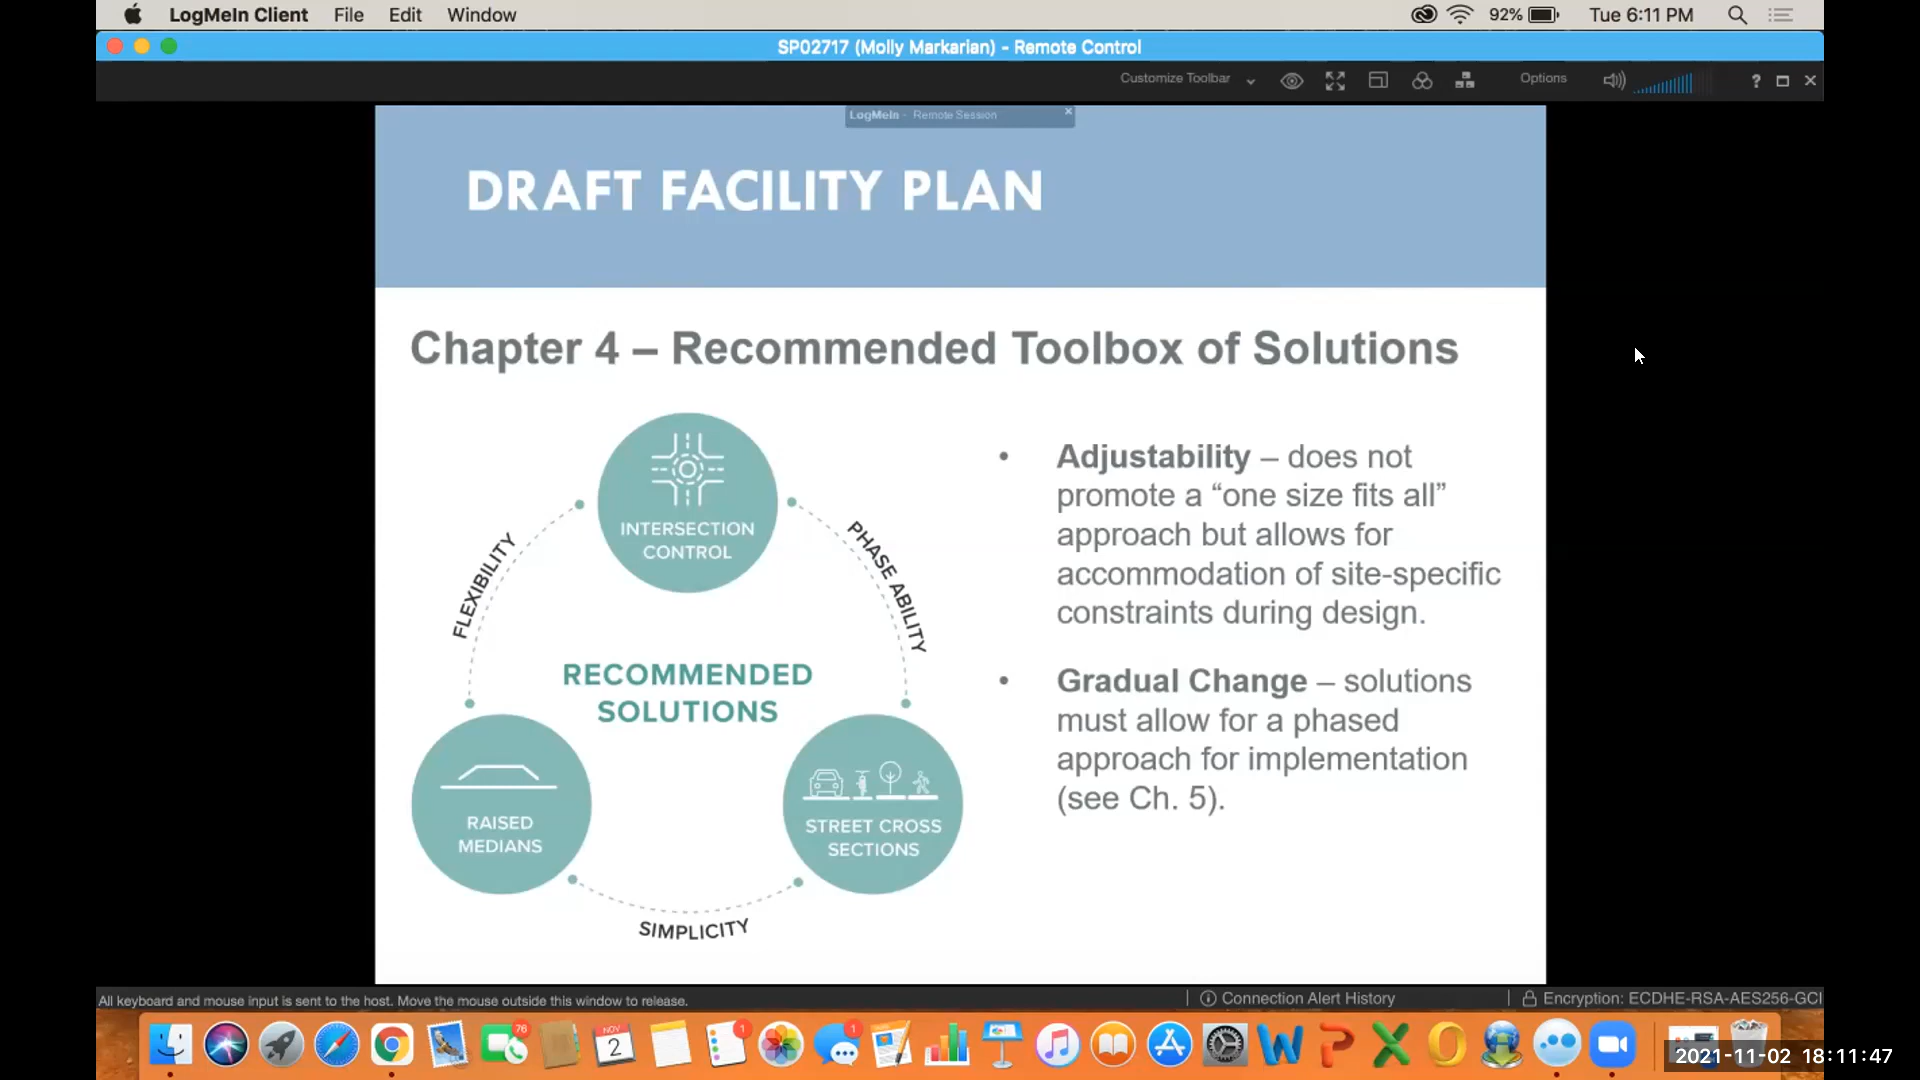 LogMeIn Client File Edit Window 92% Tue 6:11 PM
SP02717 (Molly Markarian) - Remote Control
Customize Toolbar Options ?
LogMeIn - Remote Session
DRAFT FACILITY PLAN
Chapter 4 – Recommended Toolbox of Solutions
INTERSECTION
CONTROL
FLEXIBILITY
PHASE ABILITY
RECOMMENDED
SOLUTIONS
RAISED
MEDIANS
STREET CROSS
SECTIONS
SIMPLICITY
• Adjustability – does not
promote a “one size fits all”
approach but allows for
accommodation of site-specific
constraints during design.
• Gradual Change – solutions
must allow for a phased
approach for implementation
(see Ch. 5).
All keyboard and mouse input is sent to the host. Move the mouse outside this window to release.
Connection Alert History
Encryption: ECDHE-RSA-AES256-GCI
76
NOV
2
1
1
2021-11-02 18:11:47